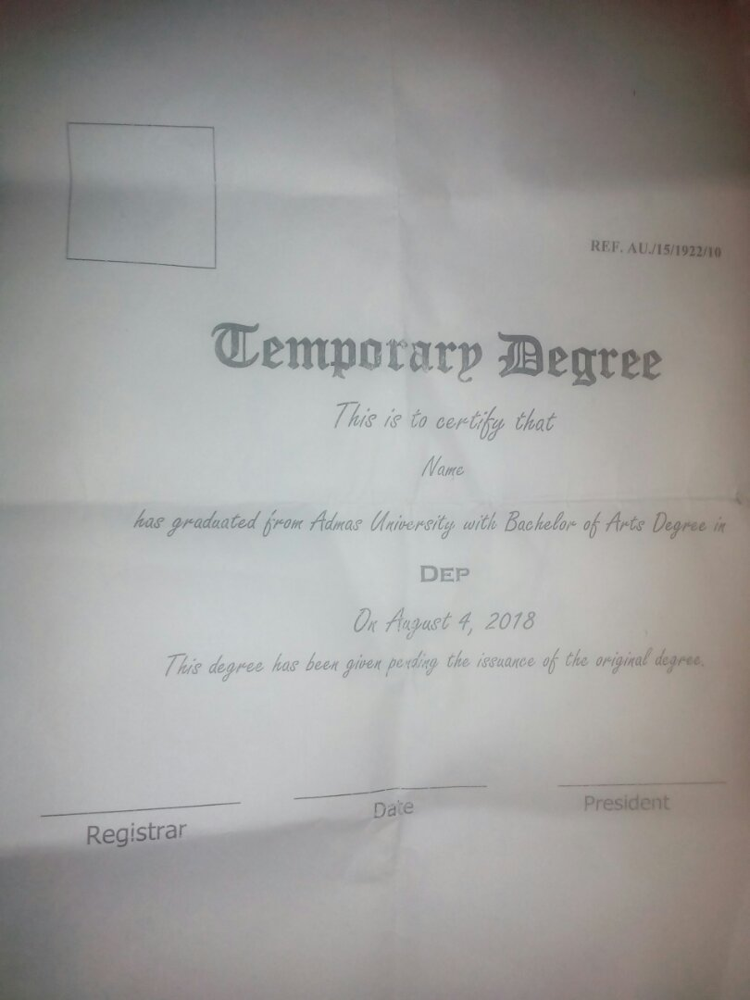 REF. AU./15/1922/10
Temporary Degree
This is to certify that
Name
has graduated from Admas University with Bachelor of Arts Degree in
DEP
On August 4, 2018
This degree has been given pending the issuance of the original degree.
Registrar
Date
President